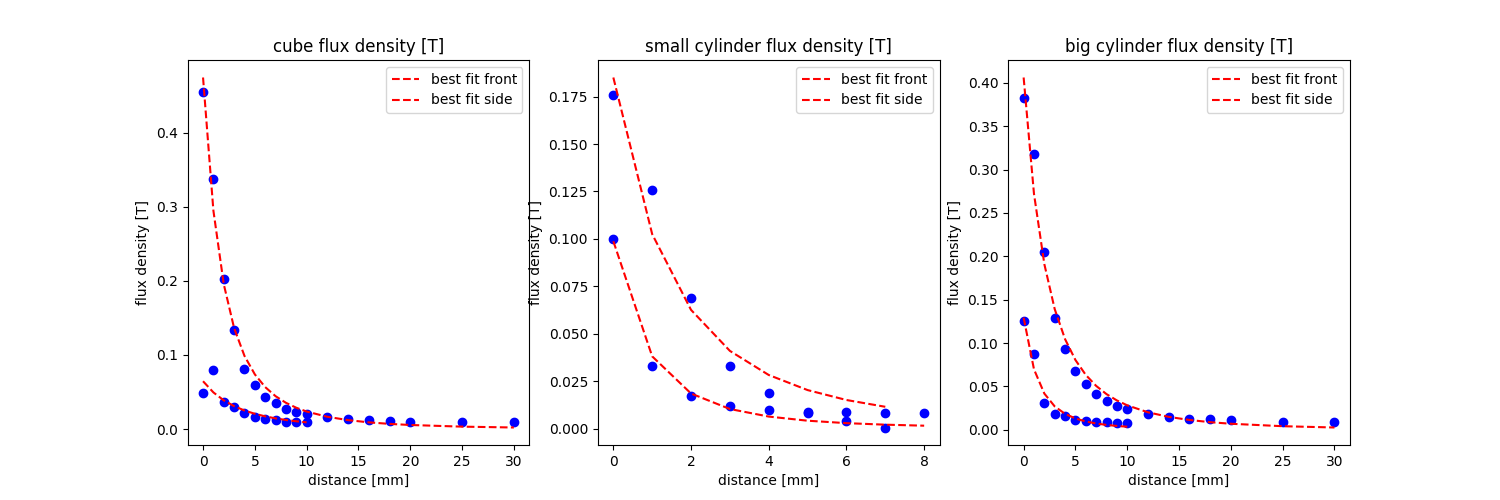 cube flux density [T]
best fit front
best fit side
flux density [T]
0.4
0.3
0.2
0.1
0.0
0
5
10
15
20
25
30
distance [mm]
small cylinder flux density [T]
best fit front
best fit side
flux density [T]
0.175
0.150
0.125
0.100
0.075
0.050
0.025
0.000
0
2
4
6
8
distance [mm]
big cylinder flux density [T]
best fit front
best fit side
flux density [T]
0.40
0.35
0.30
0.25
0.20
0.15
0.10
0.05
0.00
0
5
10
15
20
25
30
distance [mm]